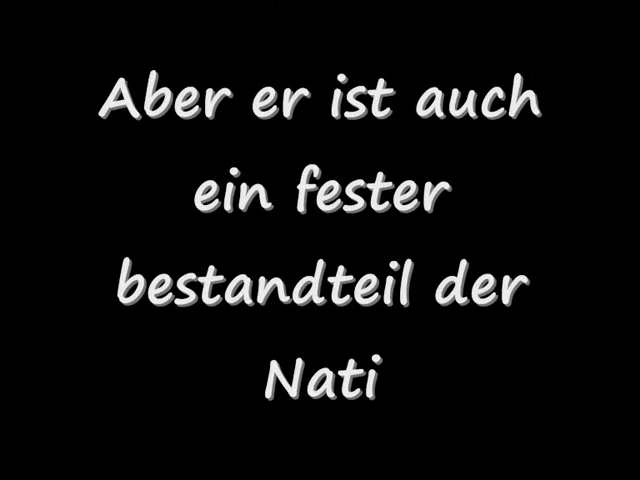 Aber er ist auch
ein fester
bestandteil der
Nati